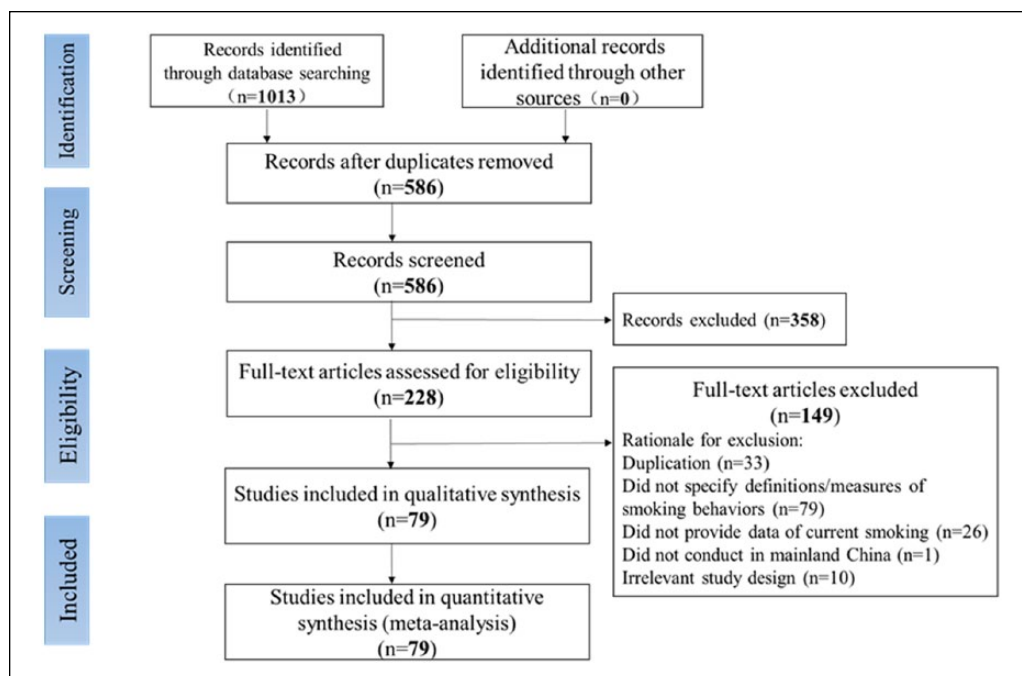 Identification
Records identified
through database searching
（n=1013）
Additional records
identified through other
sources（n=0）
Records after duplicates removed
(n=586)
Screening
Records screened
(n=586)
Records excluded (n=358)
Eligibility
Full-text articles assessed for eligibility
(n=228)
Full-text articles excluded
(n=149)
Rationale for exclusion:
Duplication (n=33)
Did not specify definitions/measures of
smoking behaviors (n=79)
Did not provide data of current smoking (n=26)
Did not conduct in mainland China (n=1)
Irrelevant study design (n=10)
Studies included in qualitative synthesis
(n=79)
Included
Studies included in quantitative
synthesis (meta-analysis)
(n=79)